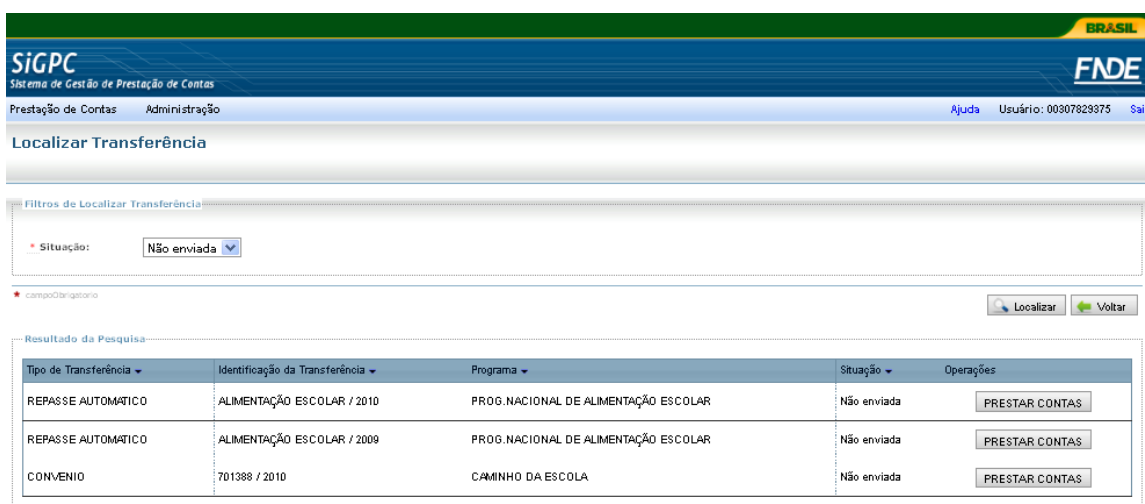 BRASIL
SiGPC
Sistema de Gestão de Prestação de Contas
FNDE
Prestação de Contas Administração Ajuda Usuário: 00307829375 Sai
Localizar Transferência
Filtros de Localizar Transferência
* Situação: Não enviada
* campoObrigatorio
Localizar Voltar
Resultado da Pesquisa
Tipo de Transferência Identificação da Transferência Programa Situação Operações
REPASSE AUTOMATICO ALIMENTAÇÃO ESCOLAR / 2010 PROG.NACIONAL DE ALIMENTAÇÃO ESCOLAR Não enviada PRESTAR CONTAS
REPASSE AUTOMATICO ALIMENTAÇÃO ESCOLAR / 2009 PROG.NACIONAL DE ALIMENTAÇÃO ESCOLAR Não enviada PRESTAR CONTAS
CONVENIO 701388 / 2010 CAMINHO DA ESCOLA Não enviada PRESTAR CONTAS